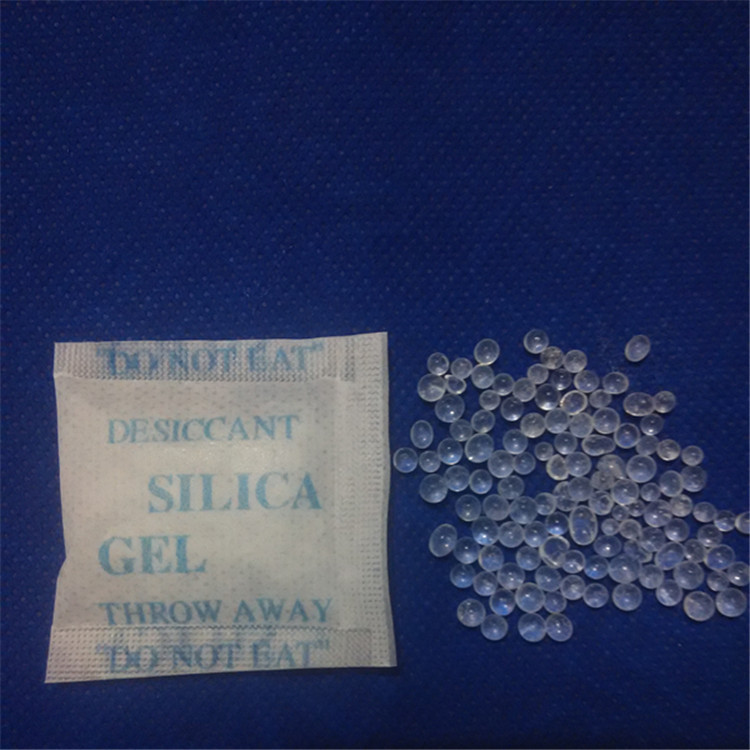 "DO NOT EAT"
DESICCANT
SILICA
GEL
THROW AWAY
"DO NOT EAT"